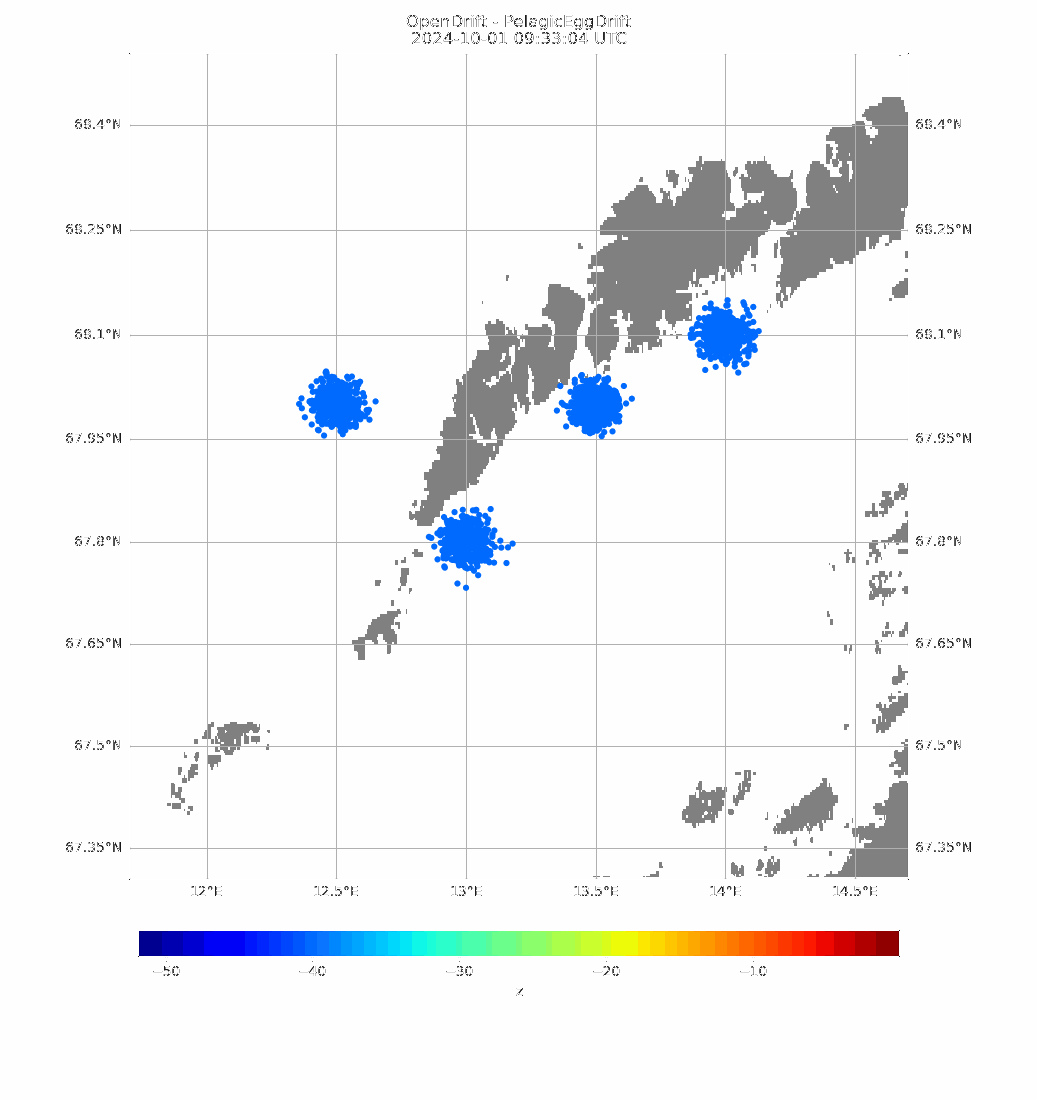 OpenDrift - PelagicEggDrift
2024-10-01 09:33:04 UTC
68.4°N 68.4°N
68.25°N 68.25°N
68.1°N 68.1°N
67.95°N 67.95°N
67.8°N 67.8°N
67.65°N 67.65°N
67.5°N 67.5°N
67.35°N 67.35°N
12°E 12.5°E 13°E 13.5°E 14°E 14.5°E
−50 −40 −30 −20 −10
z